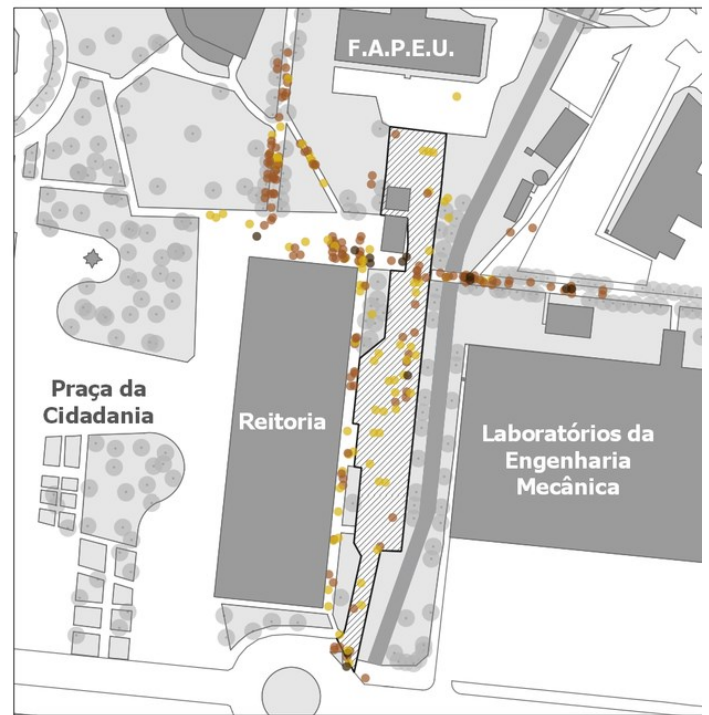 F.A.P.E.U.
Praça da
Cidadania
Reitoria
Laboratórios da
Engenharia
Mecânica